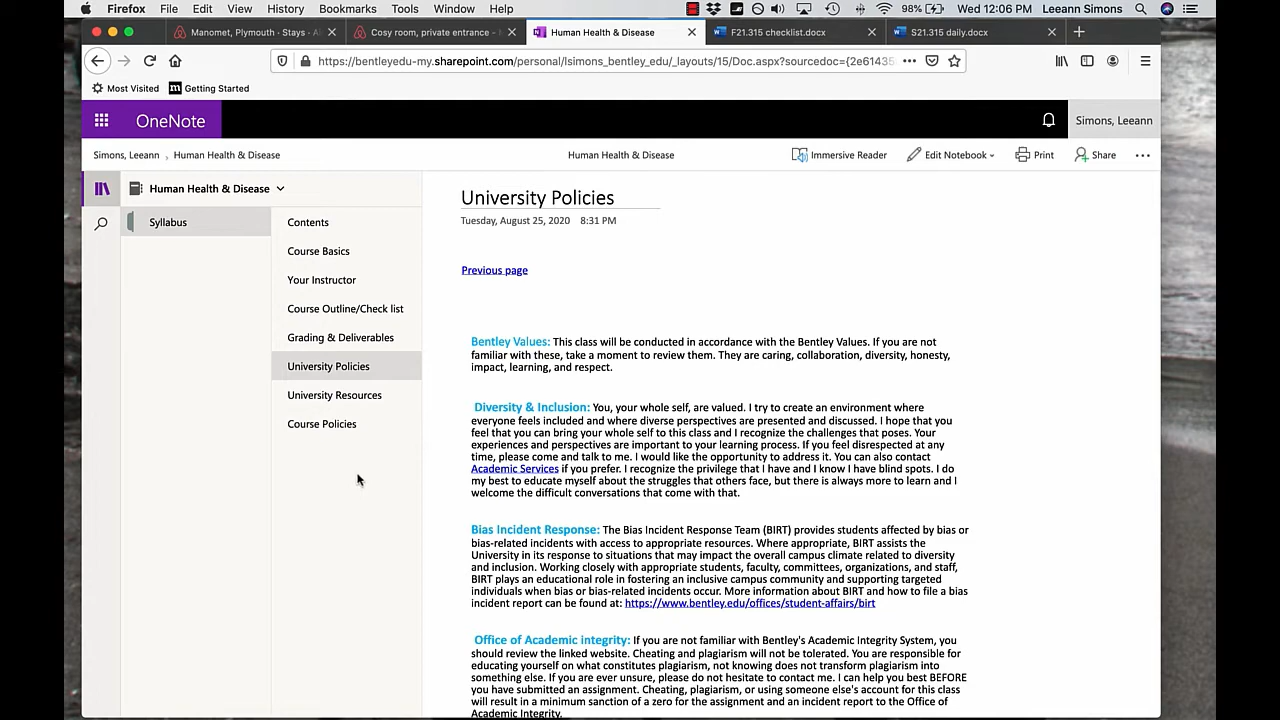 Firefox File Edit View History Bookmarks Tools Window Help 98% Wed 12:06 PM Leeann Simons
Manomet, Plymouth · Stays · Ai
Cosy room, private entrance -
Human Health & Disease
F21.315 checklist.docx
S21.315 daily.docx
https://bentleyedu-my.sharepoint.com/personal/lsimons_bentley_edu/_layouts/15/Doc.aspx?sourcedoc={2e61435
Most Visited Getting Started
OneNote
Simons, Leeann
Simons, Leeann › Human Health & Disease
Human Health & Disease
Immersive Reader Edit Notebook Print Share
Human Health & Disease
Syllabus
Contents
Course Basics
Your Instructor
Course Outline/Check list
Grading & Deliverables
University Policies
University Resources
Course Policies
University Policies
Tuesday, August 25, 2020 8:31 PM
Previous page
Bentley Values: This class will be conducted in accordance with the Bentley Values. If you are not
familiar with these, take a moment to review them. They are caring, collaboration, diversity, honesty,
impact, learning, and respect.
Diversity & Inclusion: You, your whole self, are valued. I try to create an environment where
everyone feels included and where diverse perspectives are presented and discussed. I hope that you
feel that you can bring your whole self to this class and I recognize the challenges that poses. Your
experiences and perspectives are important to your learning process. If you feel disrespected at any
time, please come and talk to me. I would like the opportunity to address it. You can also contact
Academic Services if you prefer. I recognize the privilege that I have and I know I have blind spots. I do
my best to educate myself about the struggles that others face, but there is always more to learn and I
welcome the difficult conversations that come with that.
Bias Incident Response: The Bias Incident Response Team (BIRT) provides students affected by bias or
bias-related incidents with access to appropriate resources. Where appropriate, BIRT assists the
University in its response to situations that may impact the overall campus climate related to diversity
and inclusion. Working closely with appropriate students, faculty, committees, organizations, and staff,
BIRT plays an educational role in fostering an inclusive campus community and supporting targeted
individuals when bias or bias-related incidents occur. More information about BIRT and how to file a bias
incident report can be found at: https://www.bentley.edu/offices/student-affairs/birt
Office of Academic integrity: If you are not familiar with Bentley's Academic Integrity System, you
should review the linked website. Cheating and plagiarism will not be tolerated. You are responsible for
educating yourself on what constitutes plagiarism, not knowing does not transform plagiarism into
something else. If you are ever unsure, please do not hesitate to contact me. I can help you best BEFORE
you have submitted an assignment. Cheating, plagiarism, or using someone else's account for this class
will result in a minimum sanction of a zero for the assignment and an incident report to the Office of
Academic Integrity.